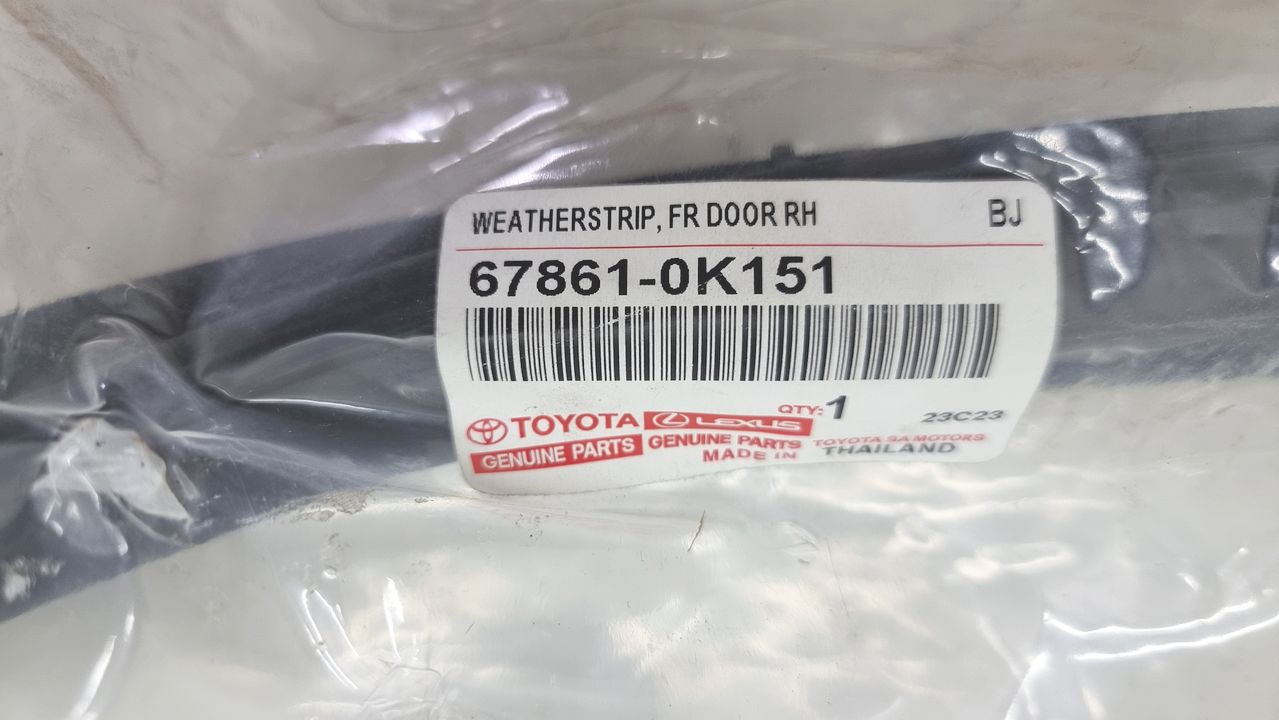 WEATHERSTRIP, FR DOOR RH BJ
67861-0K151
QTY: 1 23C23
TOYOTA LEXUS
GENUINE PARTS GENUINE PARTS TOYOTA SA MOTORS
MADE IN THAILAND